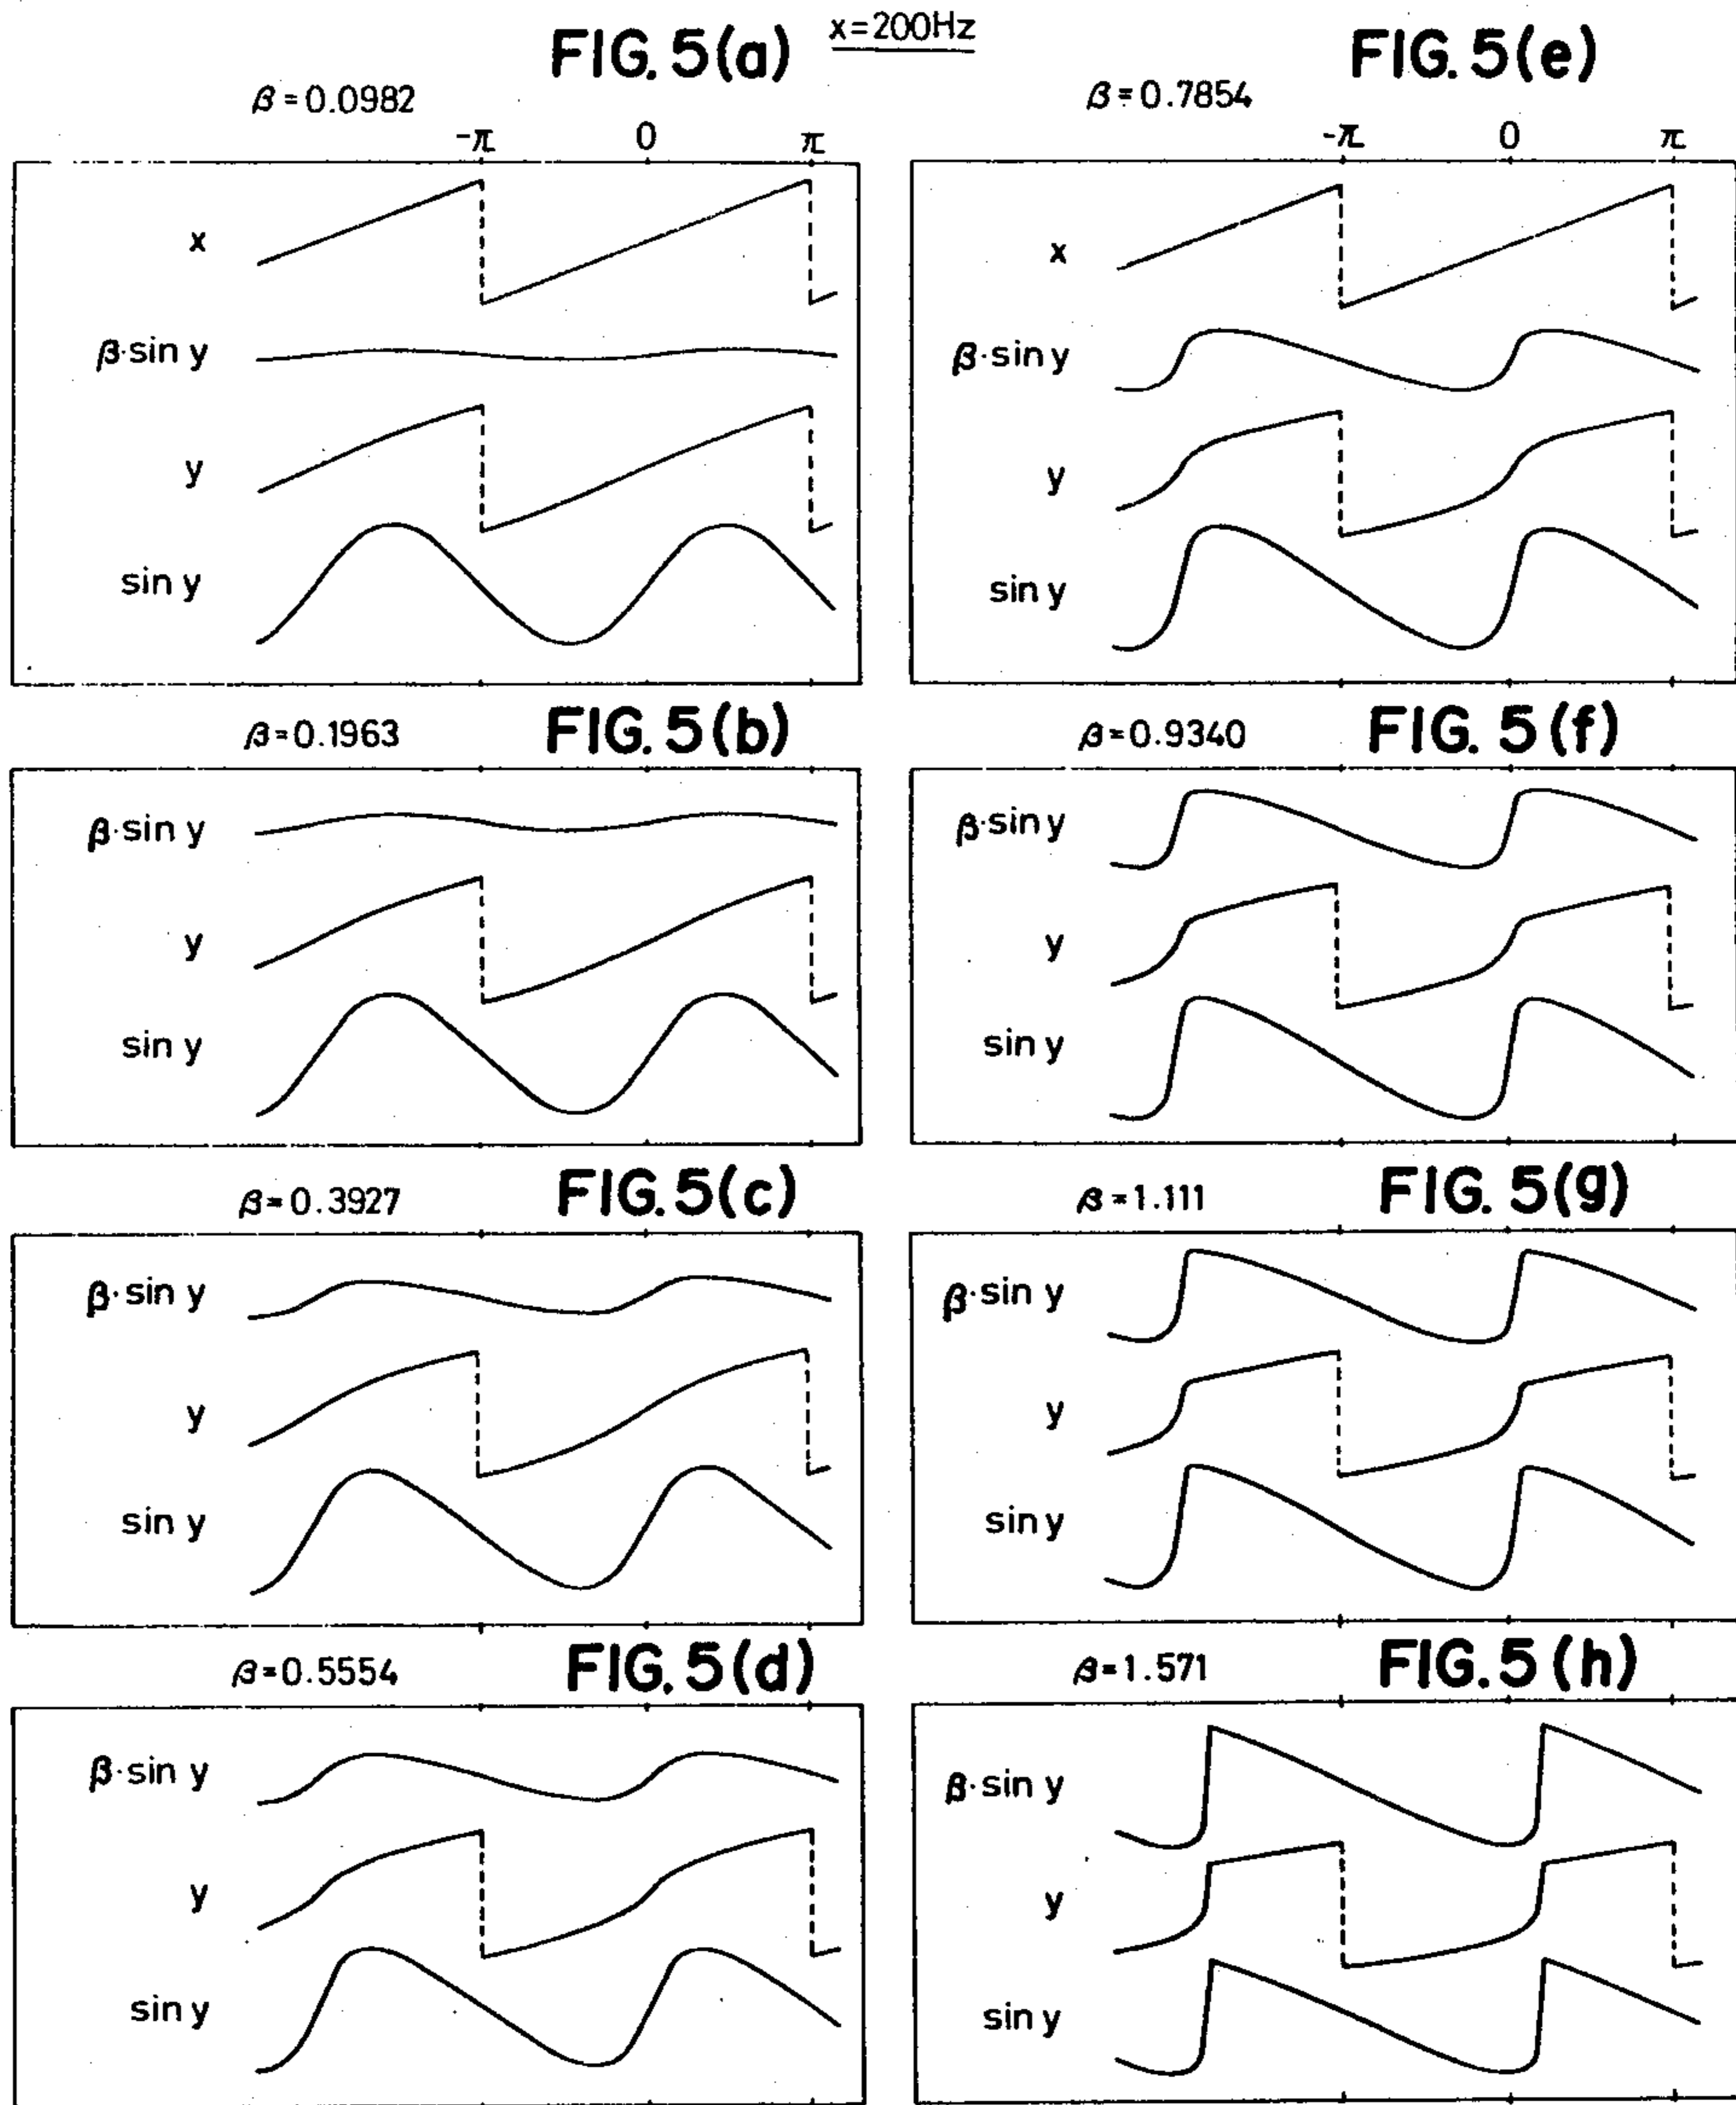 x=200Hz
FIG. 5(a)
β=0.0982
-π 0 π
x
β·sin y
y
sin y
FIG. 5(b)
β=0.1963
β·sin y
y
sin y
FIG. 5(c)
β=0.3927
β·sin y
y
sin y
FIG. 5(d)
β=0.5554
β·sin y
y
sin y
FIG. 5(e)
β=0.7854
-π 0 π
x
β·sin y
y
sin y
FIG. 5(f)
β=0.9340
β·sin y
y
sin y
FIG. 5(g)
β=1.111
β·sin y
y
sin y
FIG. 5(h)
β=1.571
β·sin y
y
sin y